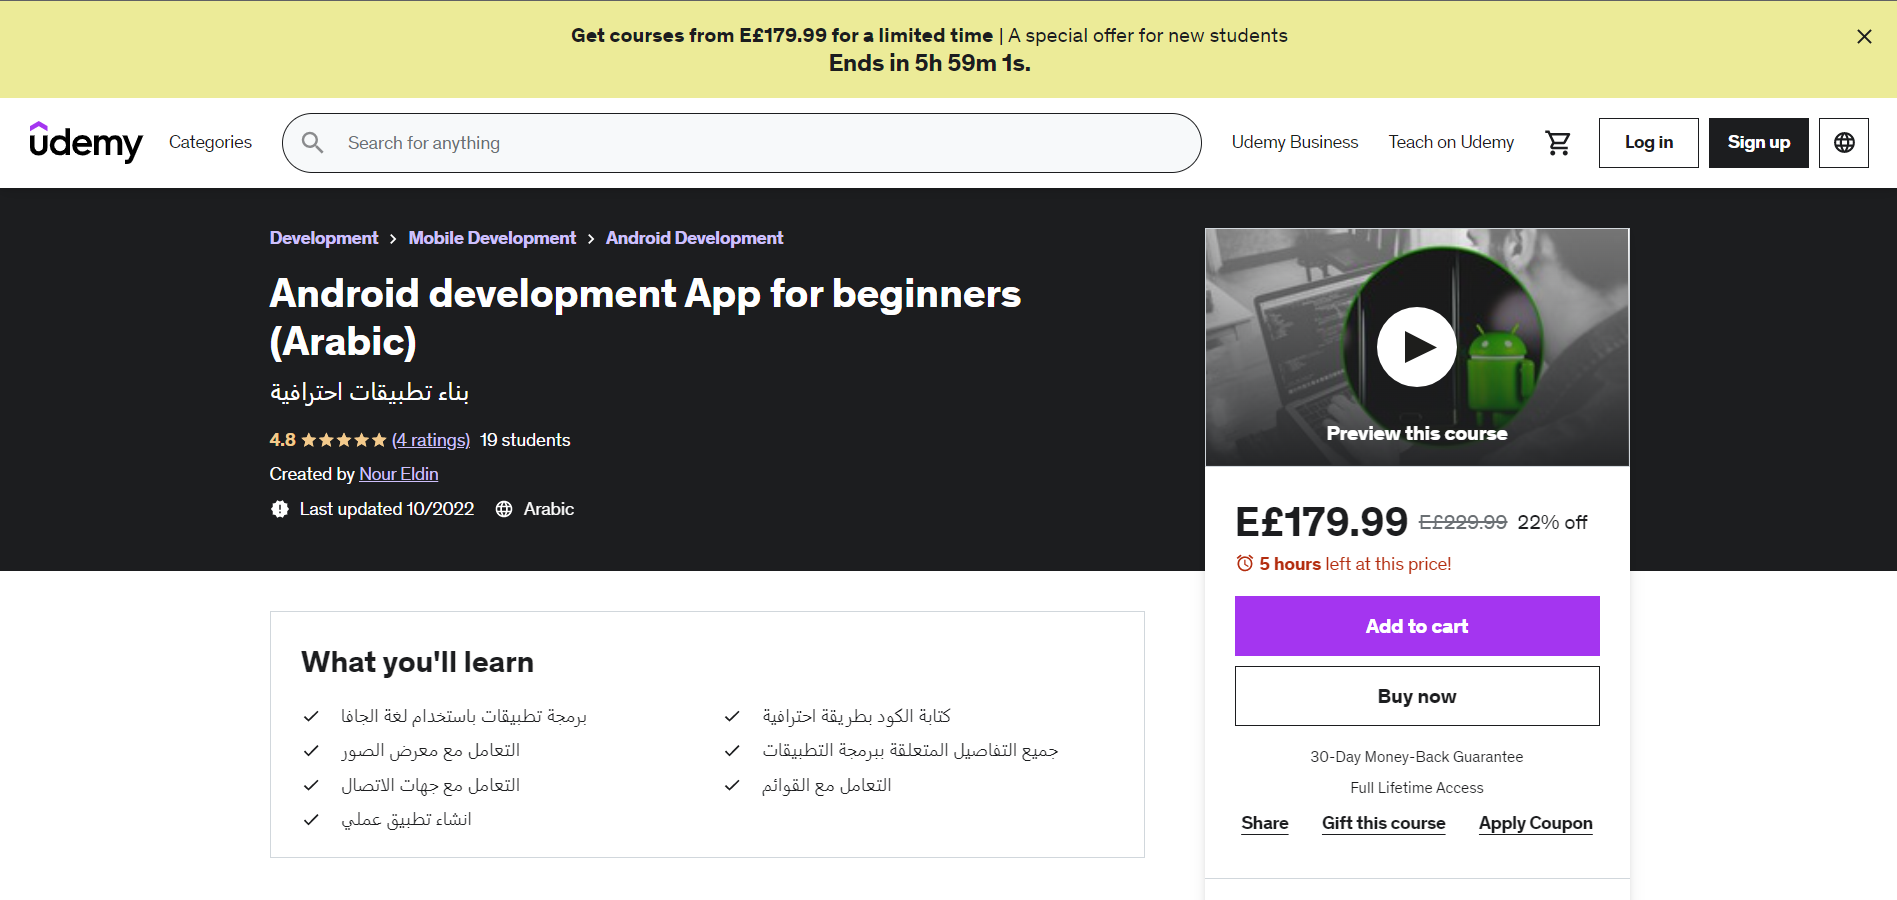 Get courses from E£179.99 for a limited time | A special offer for new students
Ends in 5h 59m 1s.
udemy
Categories
Search for anything
Udemy Business
Teach on Udemy
Log in
Sign up
Development > Mobile Development > Android Development
Android development App for beginners
(Arabic)
بناء تطبيقات احترافية
4.8 (4 ratings) 19 students
Created by Nour Eldin
Last updated 10/2022 Arabic
Preview this course
E£179.99 E£229.99 22% off
5 hours left at this price!
Add to cart
Buy now
30-Day Money-Back Guarantee
Full Lifetime Access
Share
Gift this course
Apply Coupon
What you'll learn
برمجة تطبيقات باستخدام لغة الجافا
كتابة الكود بطريقة احترافية
التعامل مع معرض الصور
جميع التفاصيل المتعلقة ببرمجة التطبيقات
التعامل مع جهات الاتصال
التعامل مع القوائم
انشاء تطبيق عملي